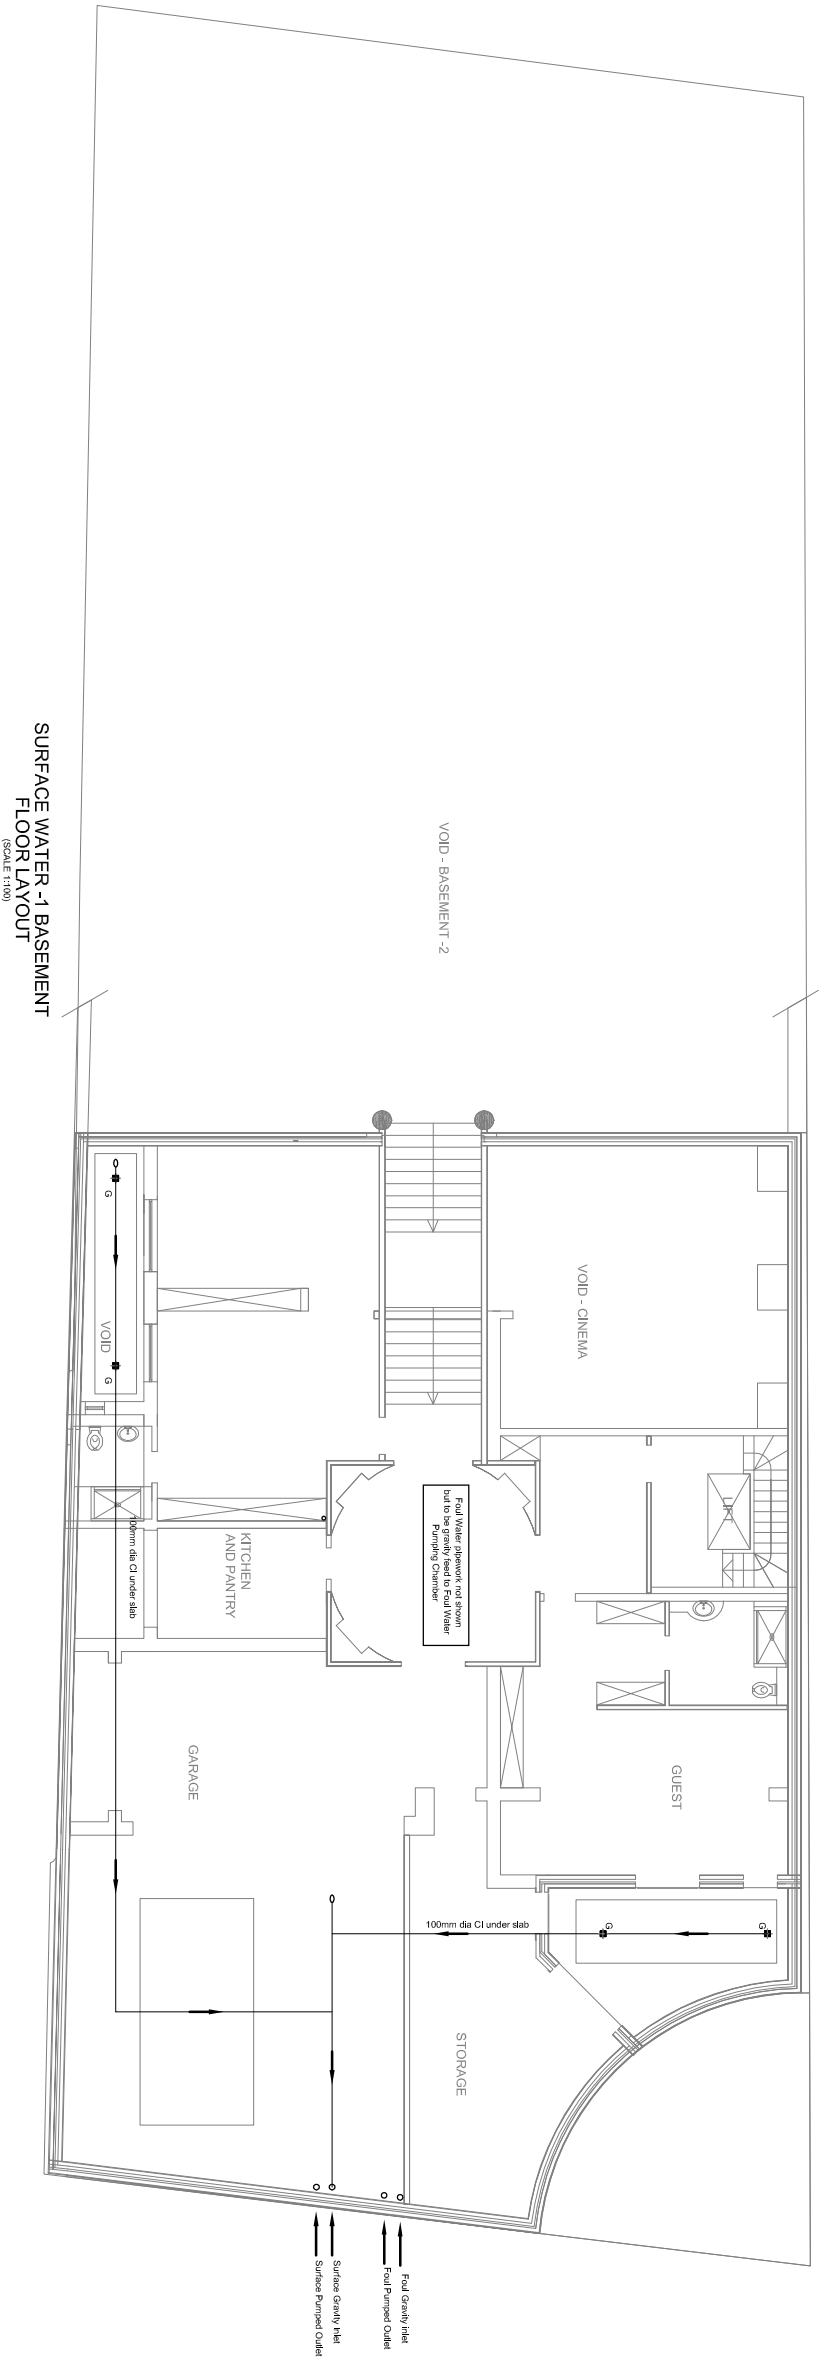 SURFACE WATER -1 BASEMENT
FLOOR LAYOUT
(SCALE 1:100)
VOID - BASEMENT -2
VOID - CINEMA
LIFT
G
VOID
G
Foul Water pipework not shown
but to be gravity feed to Foul Water
Pumping Chamber
KITCHEN
AND PANTRY
100mm dia CI under slab
GARAGE
GUEST
100mm dia CI under slab
G
G
STORAGE
Foul Gravity inlet
Foul Pumped Outlet
Surface Gravity Inlet
Surface Pumped Outlet